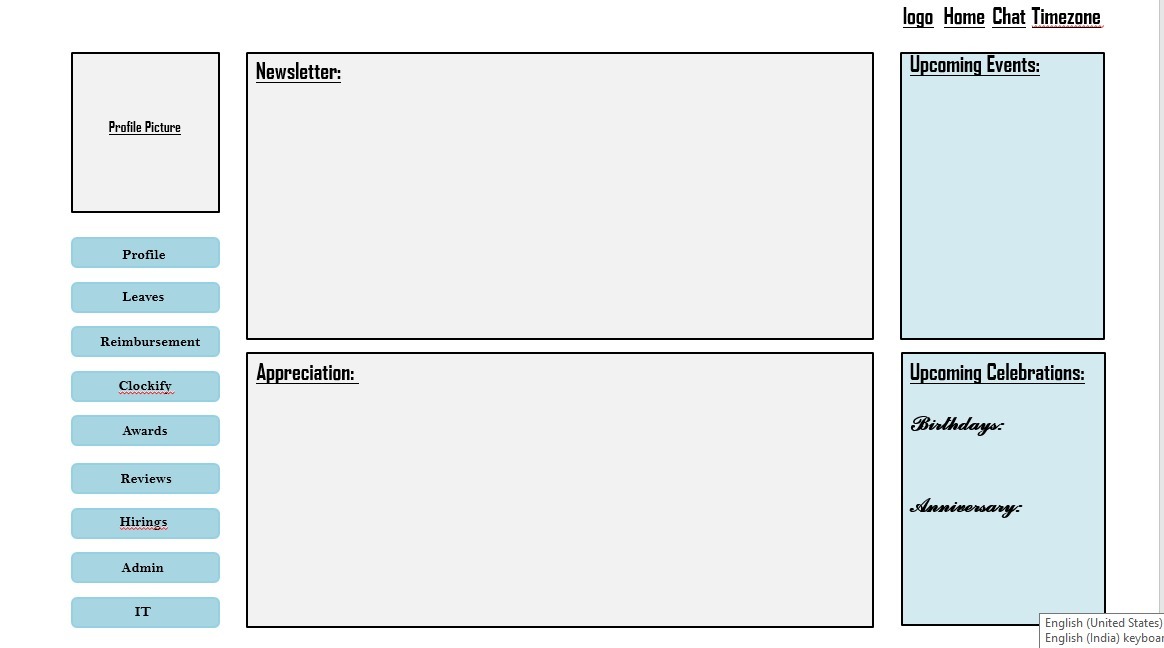 logo Home Chat Timezone
Profile Picture
Profile
Leaves
Reimbursement
Clockify
Awards
Reviews
Hirings
Admin
IT
Newsletter:
Appreciation:
Upcoming Events:
Upcoming Celebrations:
Birthdays:
Anniversary:
English (United States)
English (India) keyboar